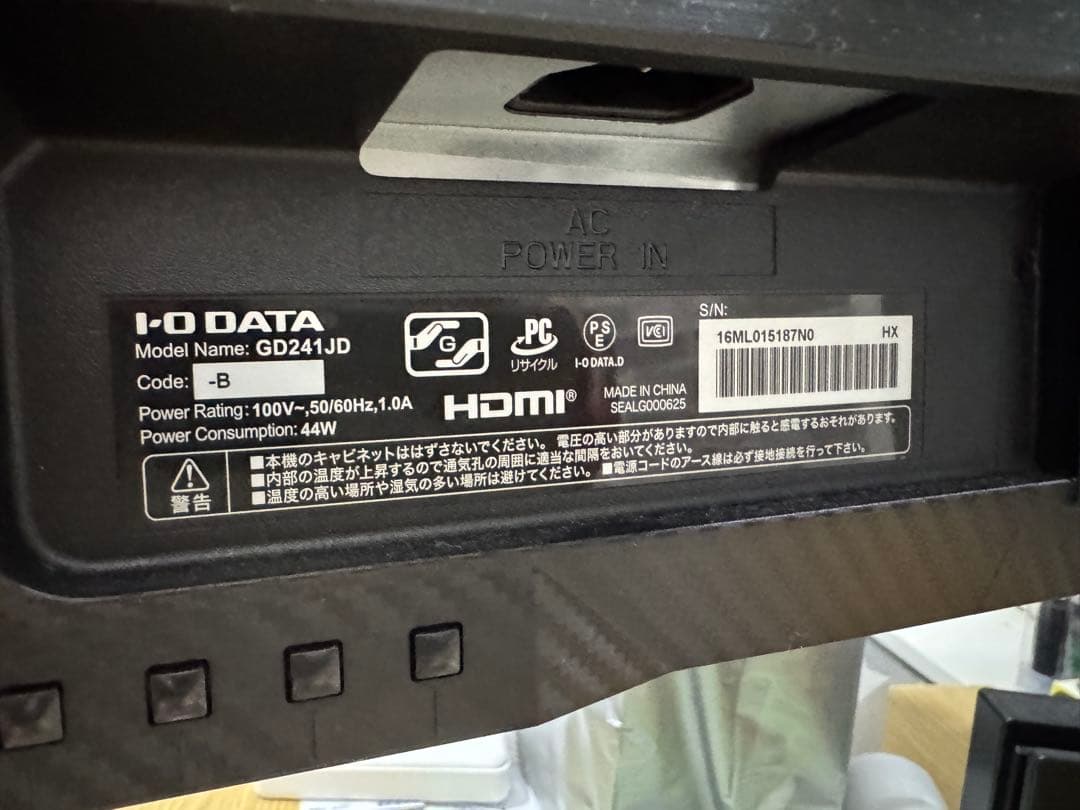 AC
POWER IN
I-O DATA
Model Name: GD241JD
Code: -B
Power Rating: 100V~,50/60Hz,1.0A
Power Consumption: 44W
G
PC
リサイクル
PSE
I-O DATA.D
VCI
HDMI®
MADE IN CHINA
SEALG000625
S/N:
16ML015187N0 HX
警告
■本機のキャビネットははずさないでください。電圧の高い部分がありますので内部に触ると感電するおそれがあります。
■内部の温度が上昇するので通気孔の周囲に適当な間隔をおいてください。
■温度の高い場所や湿気の多い場所は避けてください。 ■電源コードのアース線は必ず接地接続を行って下さい。